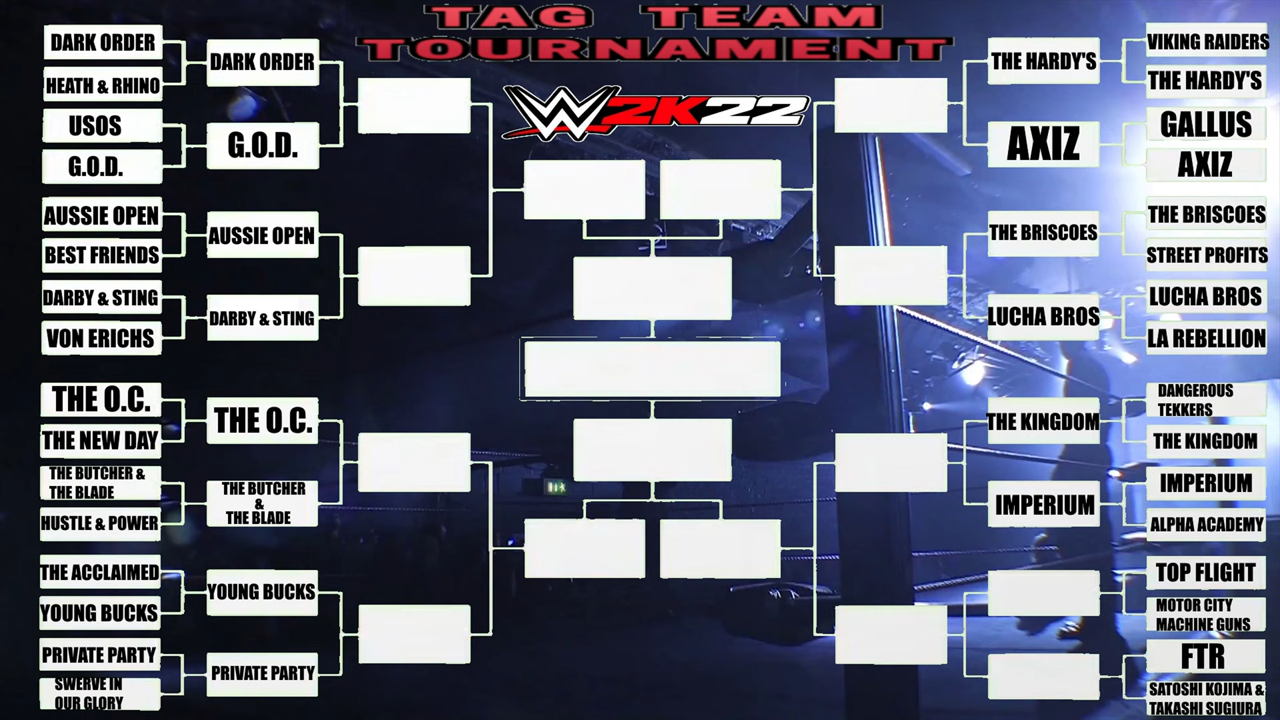 TAG TEAM
TOURNAMENT
WW 2K22
DARK ORDER
HEATH & RHINO
USOS
G.O.D.
AUSSIE OPEN
BEST FRIENDS
DARBY & STING
VON ERICHS
THE O.C.
THE NEW DAY
THE BUTCHER &
THE BLADE
HUSTLE & POWER
THE ACCLAIMED
YOUNG BUCKS
PRIVATE PARTY
SWERVE IN
OUR GLORY
DARK ORDER
G.O.D.
AUSSIE OPEN
DARBY & STING
THE O.C.
THE BUTCHER
&
THE BLADE
YOUNG BUCKS
PRIVATE PARTY
THE HARDY'S
AXIZ
THE BRISCOES
LUCHA BROS
THE KINGDOM
IMPERIUM
VIKING RAIDERS
THE HARDY'S
GALLUS
AXIZ
THE BRISCOES
STREET PROFITS
LUCHA BROS
LA REBELLION
DANGEROUS
TEKKERS
THE KINGDOM
IMPERIUM
ALPHA ACADEMY
TOP FLIGHT
MOTOR CITY
MACHINE GUNS
FTR
SATOSHI KOJIMA &
TAKASHI SUGIURA